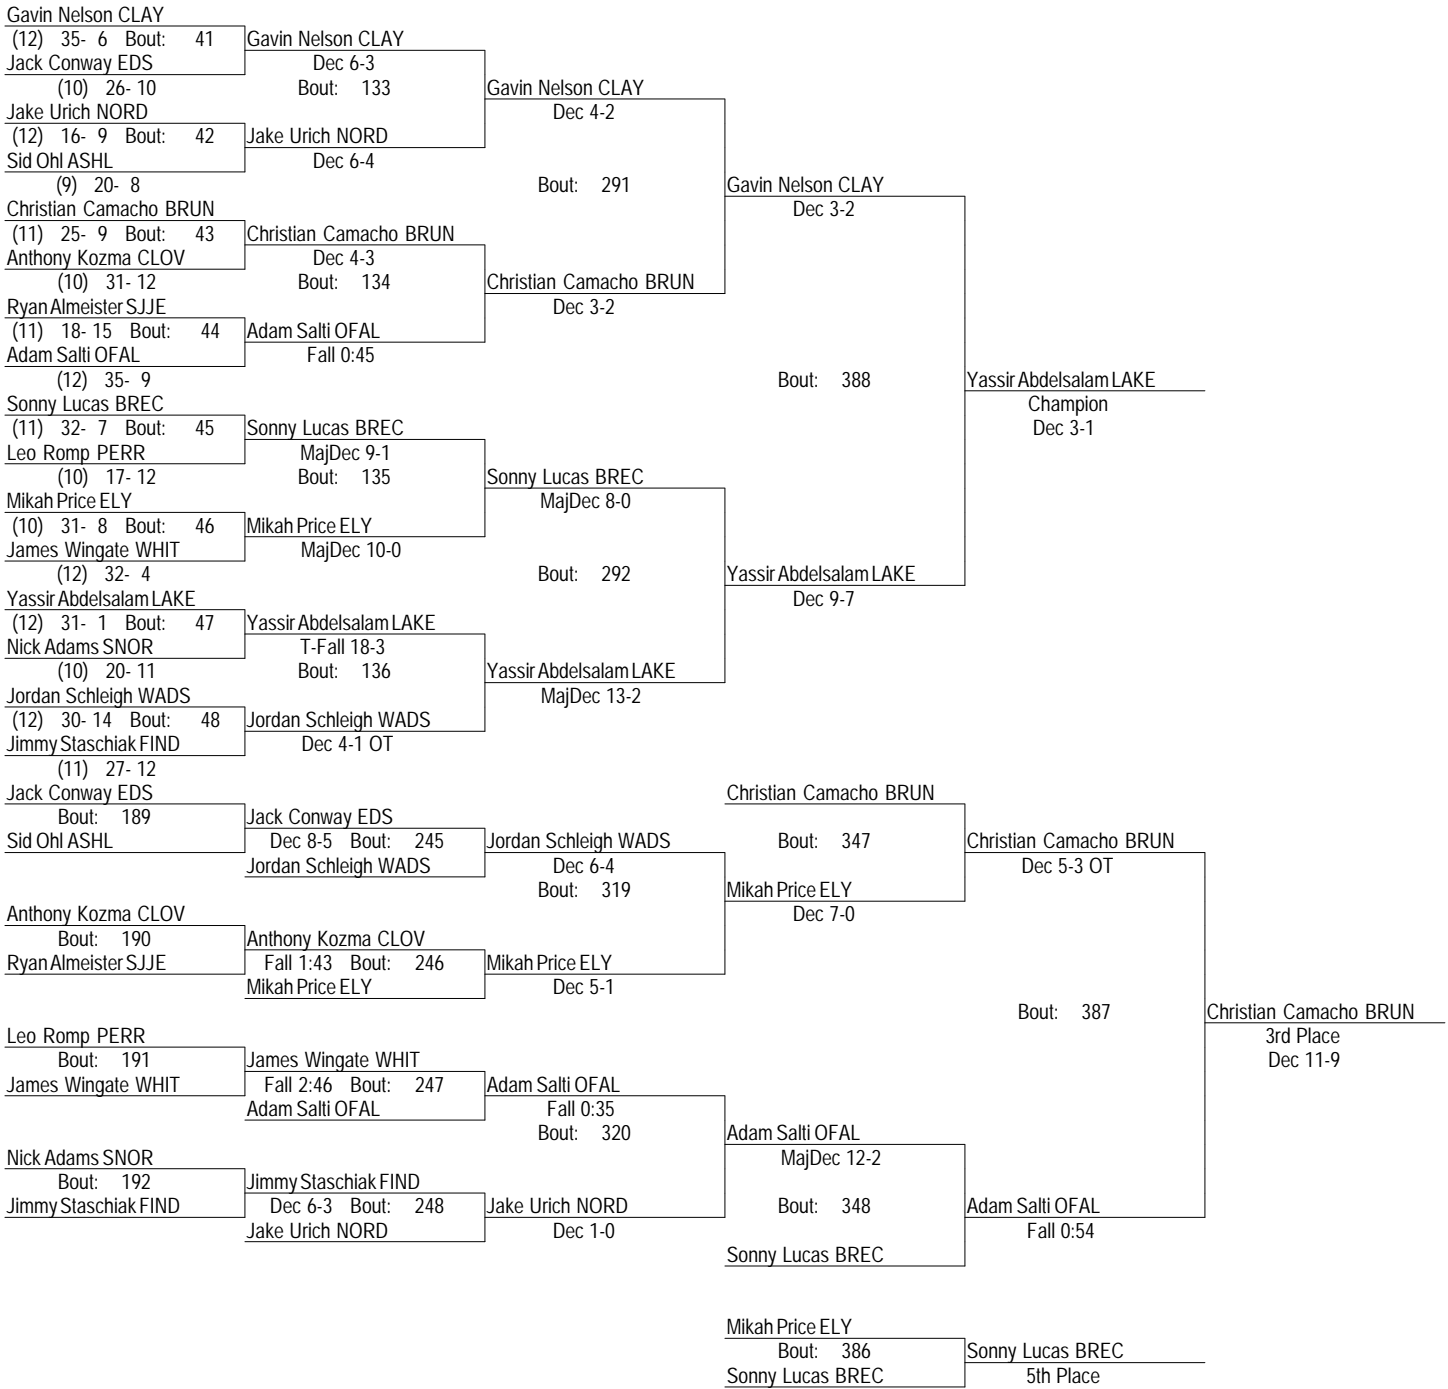 Gavin Nelson CLAY
(12) 35- 6 Bout: 41 Gavin Nelson CLAY
Jack Conway EDS Dec 6-3
(10) 26- 10 Bout: 133 Gavin Nelson CLAY
Jake Urich NORD Dec 4-2
(12) 16- 9 Bout: 42 Jake Urich NORD
Sid Ohl ASHL Dec 6-4
(9) 20- 8 Bout: 291 Gavin Nelson CLAY
Christian Camacho BRUN Dec 3-2
(11) 25- 9 Bout: 43 Christian Camacho BRUN
Anthony Kozma CLOV Dec 4-3
(10) 31- 12 Bout: 134 Christian Camacho BRUN
Ryan Almeister SJJE Dec 3-2
(11) 18- 15 Bout: 44 Adam Salti OFAL
Adam Salti OFAL Fall 0:45
(12) 35- 9 Bout: 388 Yassir Abdelsalam LAKE
Sonny Lucas BREC Champion
(11) 32- 7 Bout: 45 Sonny Lucas BREC Dec 3-1
Leo Romp PERR MajDec 9-1
(10) 17- 12 Bout: 135 Sonny Lucas BREC
Mikah Price ELY MajDec 8-0
(10) 31- 8 Bout: 46 Mikah Price ELY
James Wingate WHIT MajDec 10-0
(12) 32- 4 Bout: 292 Yassir Abdelsalam LAKE
Yassir Abdelsalam LAKE Dec 9-7
(12) 31- 1 Bout: 47 Yassir Abdelsalam LAKE
Nick Adams SNOR T-Fall 18-3
(10) 20- 11 Bout: 136 Yassir Abdelsalam LAKE
Jordan Schleigh WADS MajDec 13-2
(12) 30- 14 Bout: 48 Jordan Schleigh WADS
Jimmy Staschiak FIND Dec 4-1 OT
(11) 27- 12
Jack Conway EDS Christian Camacho BRUN
Bout: 189 Jack Conway EDS
Sid Ohl ASHL Dec 8-5 Bout: 245 Jordan Schleigh WADS Bout: 347 Christian Camacho BRUN
Jordan Schleigh WADS Dec 6-4 Dec 5-3 OT
Bout: 319 Mikah Price ELY
Anthony Kozma CLOV Dec 7-0
Bout: 190 Anthony Kozma CLOV
Ryan Almeister SJJE Fall 1:43 Bout: 246 Mikah Price ELY
Mikah Price ELY Dec 5-1
Bout: 387 Christian Camacho BRUN
Leo Romp PERR 3rd Place
Bout: 191 James Wingate WHIT Dec 11-9
James Wingate WHIT Fall 2:46 Bout: 247 Adam Salti OFAL
Adam Salti OFAL Fall 0:35
Bout: 320 Adam Salti OFAL
Nick Adams SNOR MajDec 12-2
Bout: 192 Jimmy Staschiak FIND
Jimmy Staschiak FIND Dec 6-3 Bout: 248 Jake Urich NORD Bout: 348 Adam Salti OFAL
Jake Urich NORD Dec 1-0 Fall 0:54
Sonny Lucas BREC
Mikah Price ELY
Bout: 386 Sonny Lucas BREC
Sonny Lucas BREC 5th Place